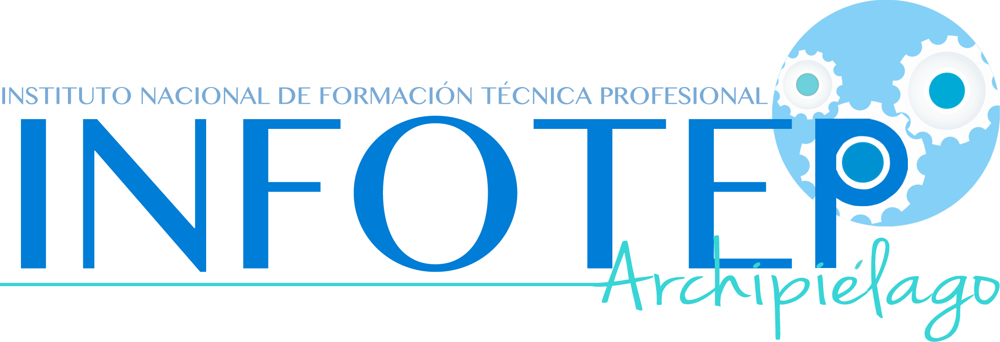 INSTITUTO NACIONAL DE FORMACIÓN TÉCNICA PROFESIONAL
INFOTEP
Archipiélago